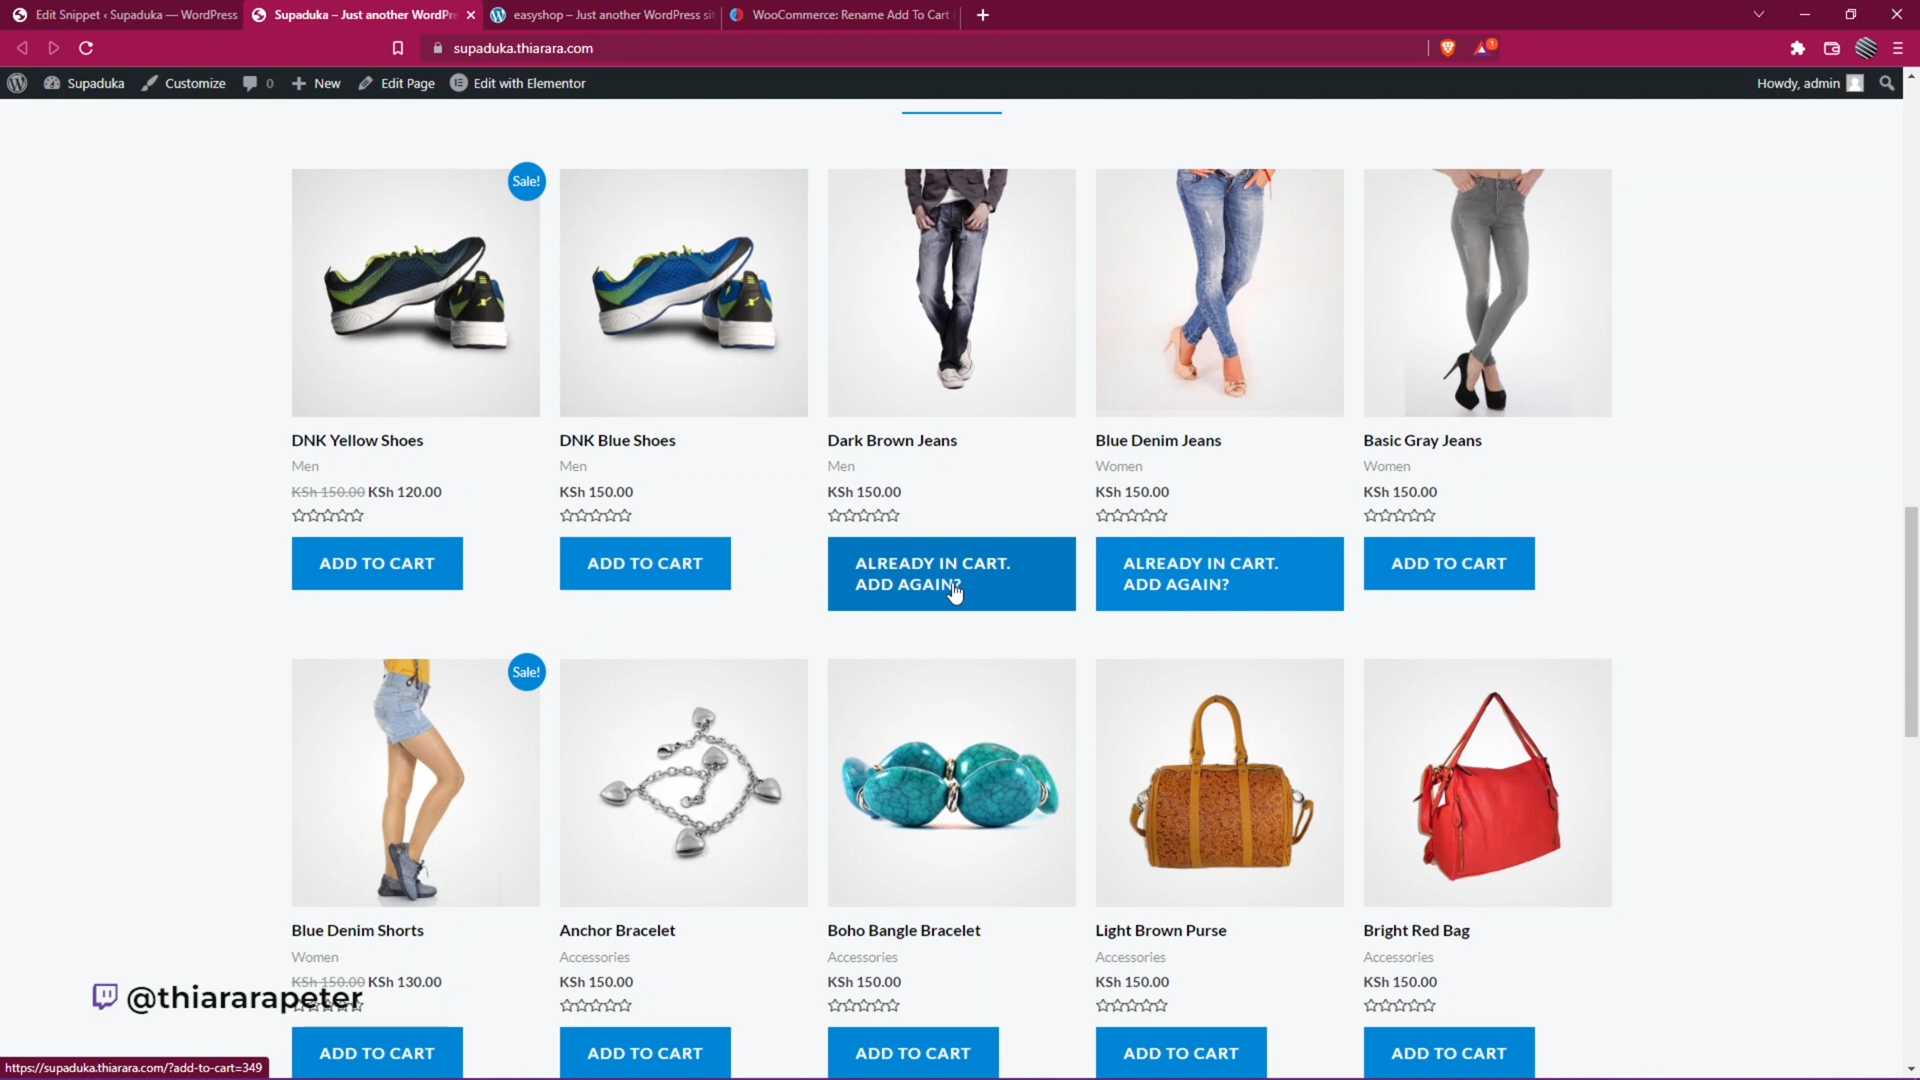 Edit Snippet ‹ Supaduka — WordPress
Supaduka – Just another WordPre
easyshop – Just another WordPress sit
WooCommerce: Rename Add To Cart
supaduka.thiarara.com
1
Supaduka
Customize
0
New
Edit Page
Edit with Elementor
Howdy, admin
Sale!
DNK Yellow Shoes
Men
KSh 150.00 KSh 120.00
ADD TO CART
DNK Blue Shoes
Men
KSh 150.00
ADD TO CART
Dark Brown Jeans
Men
KSh 150.00
ALREADY IN CART.
ADD AGAIN?
Blue Denim Jeans
Women
KSh 150.00
ALREADY IN CART.
ADD AGAIN?
Basic Gray Jeans
Women
KSh 150.00
ADD TO CART
Sale!
Blue Denim Shorts
Women
KSh 150.00 KSh 130.00
ADD TO CART
Anchor Bracelet
Accessories
KSh 150.00
ADD TO CART
Boho Bangle Bracelet
Accessories
KSh 150.00
ADD TO CART
Light Brown Purse
Accessories
KSh 150.00
ADD TO CART
Bright Red Bag
Accessories
KSh 150.00
ADD TO CART
@thiararapeter
https://supaduka.thiarara.com/?add-to-cart=349